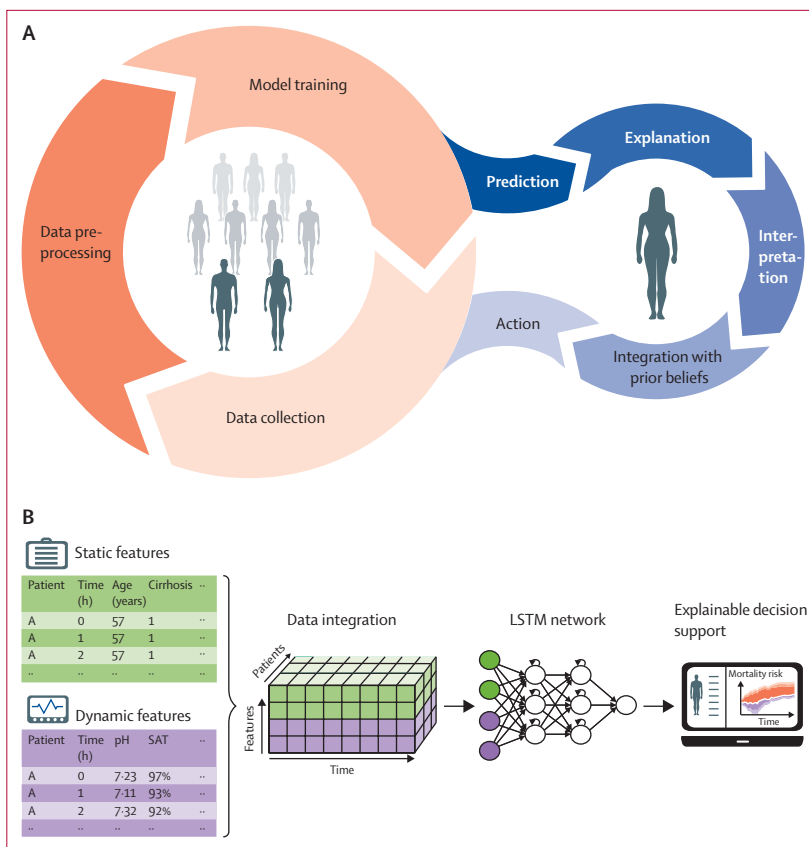 A
Model training
Explanation
Prediction
Data pre-
processing
Inter-
preta-
tion
Action
Integration with
prior beliefs
Data collection
B
Static features
Patient Time Age Cirrhosis ··
(h) (years)
A 0 57 1 ··
A 1 57 1 ··
A 2 57 1 ··
·· ·· ·· ·· ··
Dynamic features
Patient Time pH SAT ··
(h)
A 0 7·23 97% ··
A 1 7·11 93% ··
A 2 7·32 92% ··
·· ·· ·· ·· ··
Data integration
Patients
Features
Time
LSTM network
Explainable decision
support
Mortality risk
Time